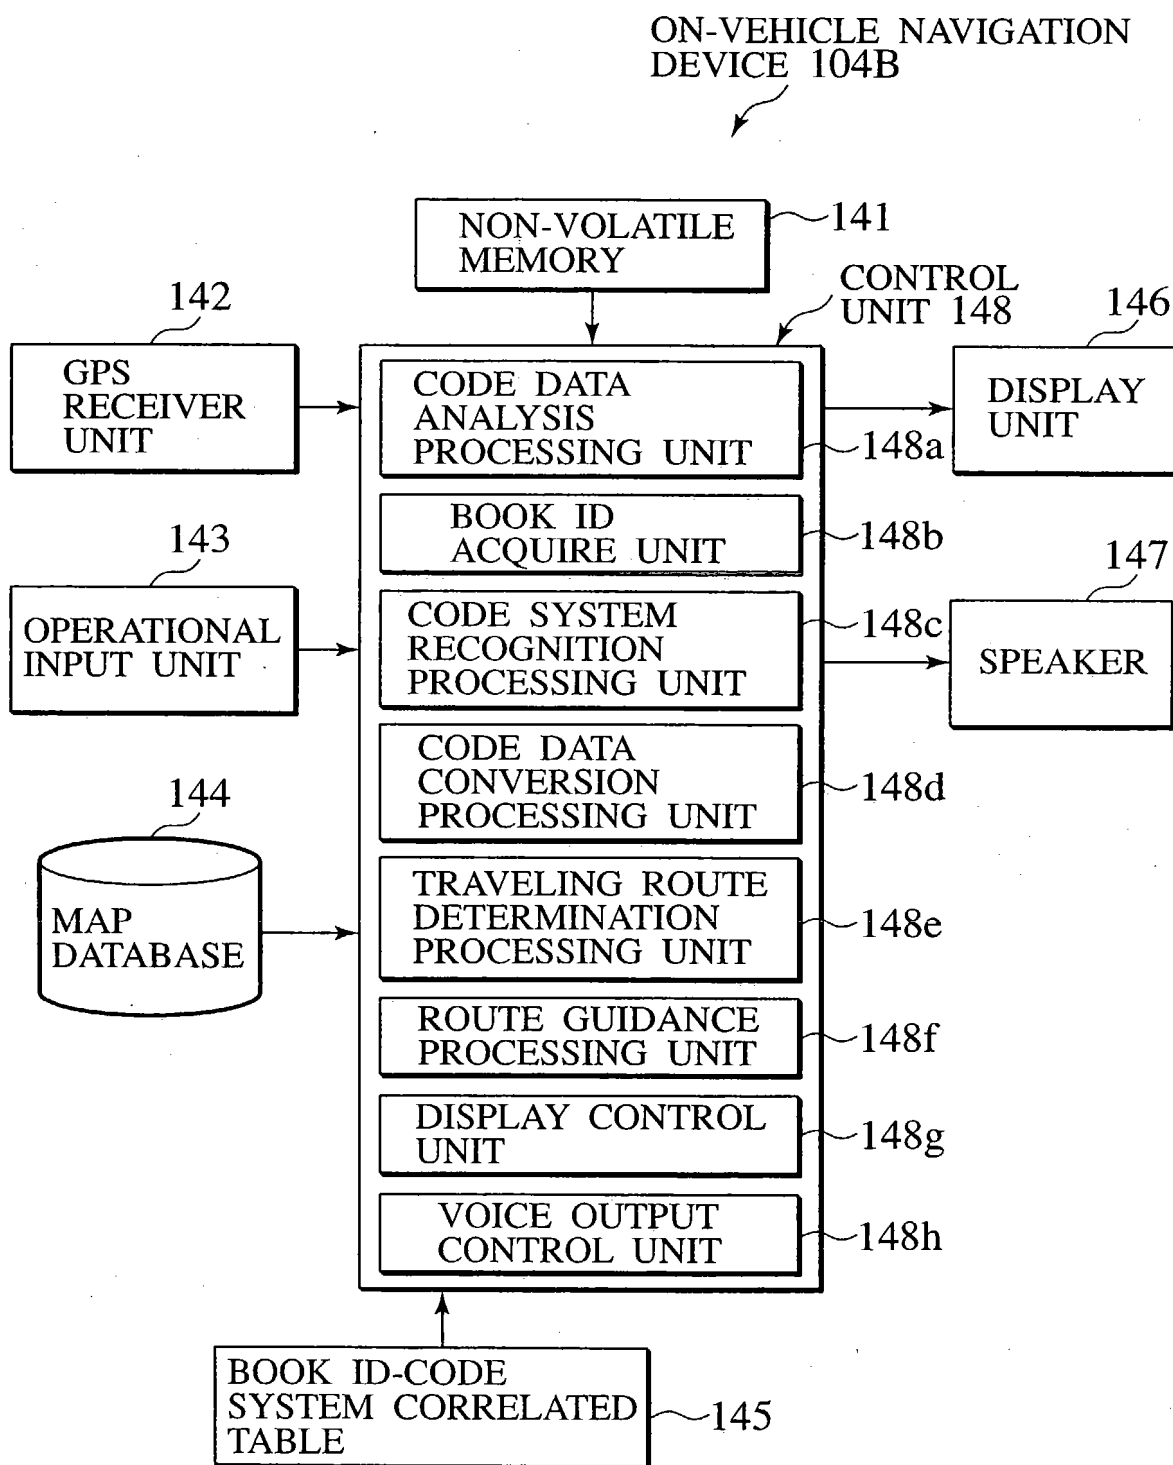 ON-VEHICLE NAVIGATION
DEVICE 104B
NON-VOLATILE
MEMORY
141
CONTROL
UNIT 148
142
GPS
RECEIVER
UNIT
146
DISPLAY
UNIT
CODE DATA
ANALYSIS
PROCESSING UNIT
148a
BOOK ID
ACQUIRE UNIT
148b
143
OPERATIONAL
INPUT UNIT
CODE SYSTEM
RECOGNITION
PROCESSING UNIT
148c
147
SPEAKER
CODE DATA
CONVERSION
PROCESSING UNIT
148d
144
MAP
DATABASE
TRAVELING ROUTE
DETERMINATION
PROCESSING UNIT
148e
ROUTE GUIDANCE
PROCESSING UNIT
148f
DISPLAY CONTROL
UNIT
148g
VOICE OUTPUT
CONTROL UNIT
148h
BOOK ID-CODE
SYSTEM CORRELATED
TABLE
145